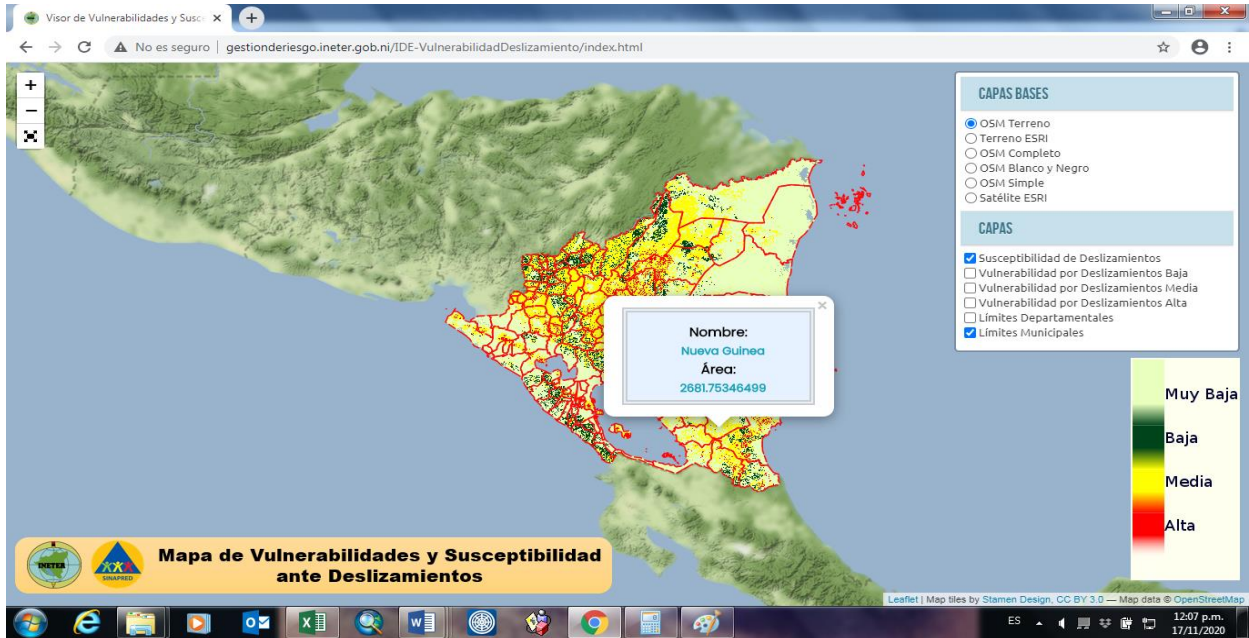 Visor de Vulnerabilidades y Susc
No es seguro | gestionderiesgo.ineter.gob.ni/IDE-VulnerabilidadDeslizamiento/index.html
+
−
CAPAS BASES
OSM Terreno
Terreno ESRI
OSM Completo
OSM Blanco y Negro
OSM Simple
Satélite ESRI
CAPAS
Susceptibilidad de Deslizamientos
Vulnerabilidad por Deslizamientos Baja
Vulnerabilidad por Deslizamientos Media
Vulnerabilidad por Deslizamientos Alta
Límites Departamentales
Límites Municipales
Nombre:
Nueva Guinea
Área:
2681.75346499
Muy Baja
Baja
Media
Alta
INETER
SINAPRED
Mapa de Vulnerabilidades y Susceptibilidad
ante Deslizamientos
Leaflet | Map tiles by Stamen Design, CC BY 3.0 — Map data © OpenStreetMap
ES
12:07 p.m.
17/11/2020